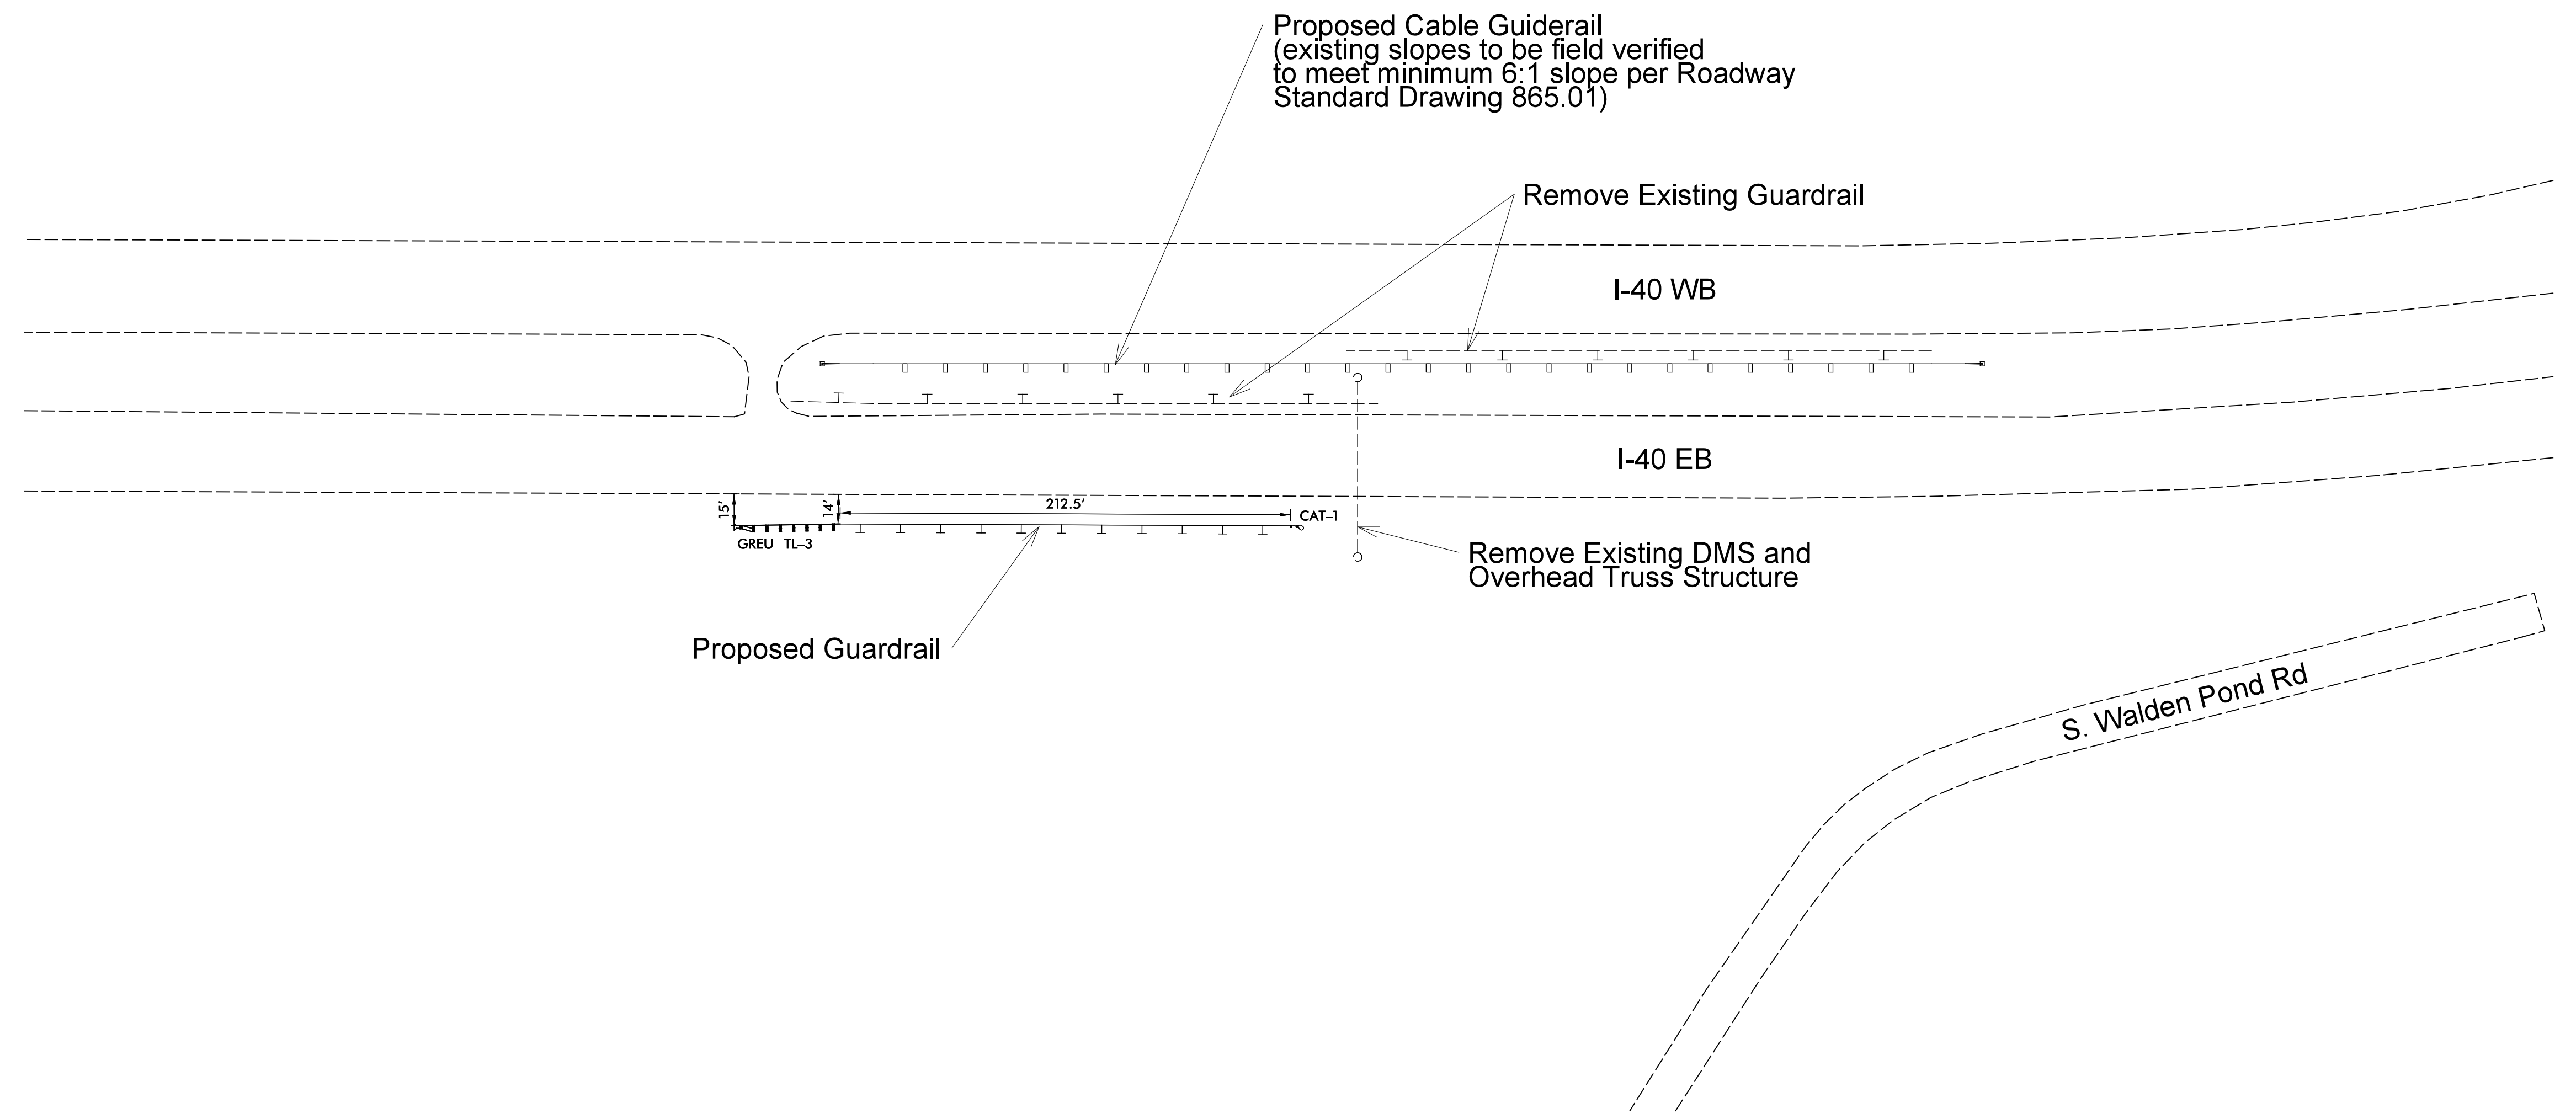 Proposed Cable Guiderail
(existing slopes to be field verified
to meet minimum 6:1 slope per Roadway
Standard Drawing 865.01)
Remove Existing Guardrail
I-40 WB
I-40 EB
15'
14'
212.5'
CAT–1
GREU TL–3
Remove Existing DMS and
Overhead Truss Structure
Proposed Guardrail
S. Walden Pond Rd